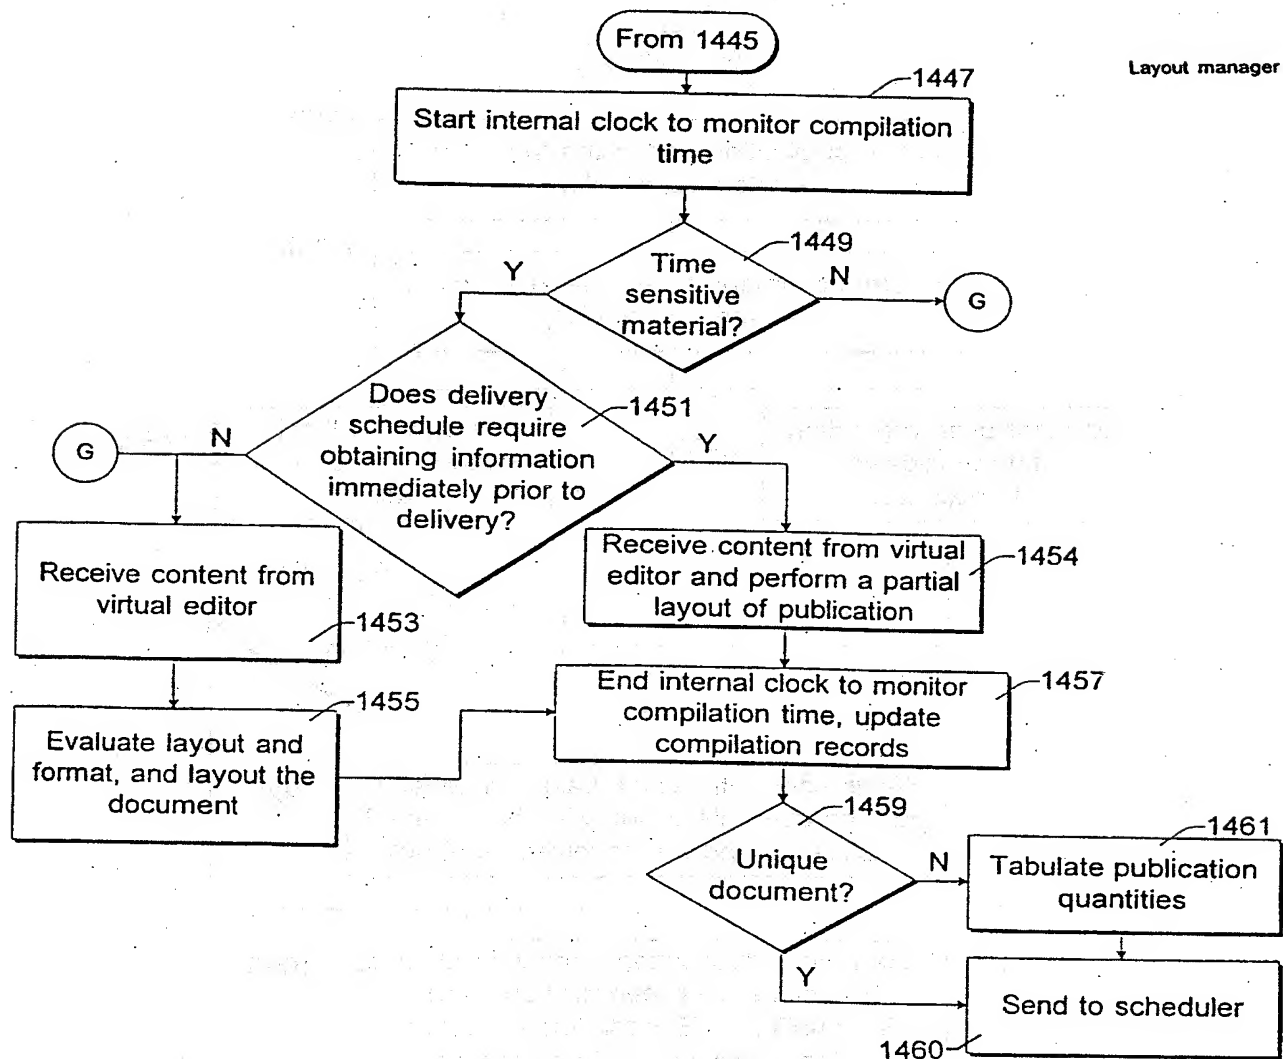 From 1445
Layout manager
1447
Start internal clock to monitor compilation
time
1449
Time
sensitive
material?
Y
N
G
1451
Does delivery
schedule require
obtaining information
immediately prior to
delivery?
N
Y
G
Receive content from
virtual editor
1453
1454
Receive content from virtual
editor and perform a partial
layout of publication
1455
Evaluate layout and
format, and layout the
document
1457
End internal clock to monitor
compilation time, update
compilation records
1459
Unique
document?
N
Y
1461
Tabulate publication
quantities
Send to scheduler
1460